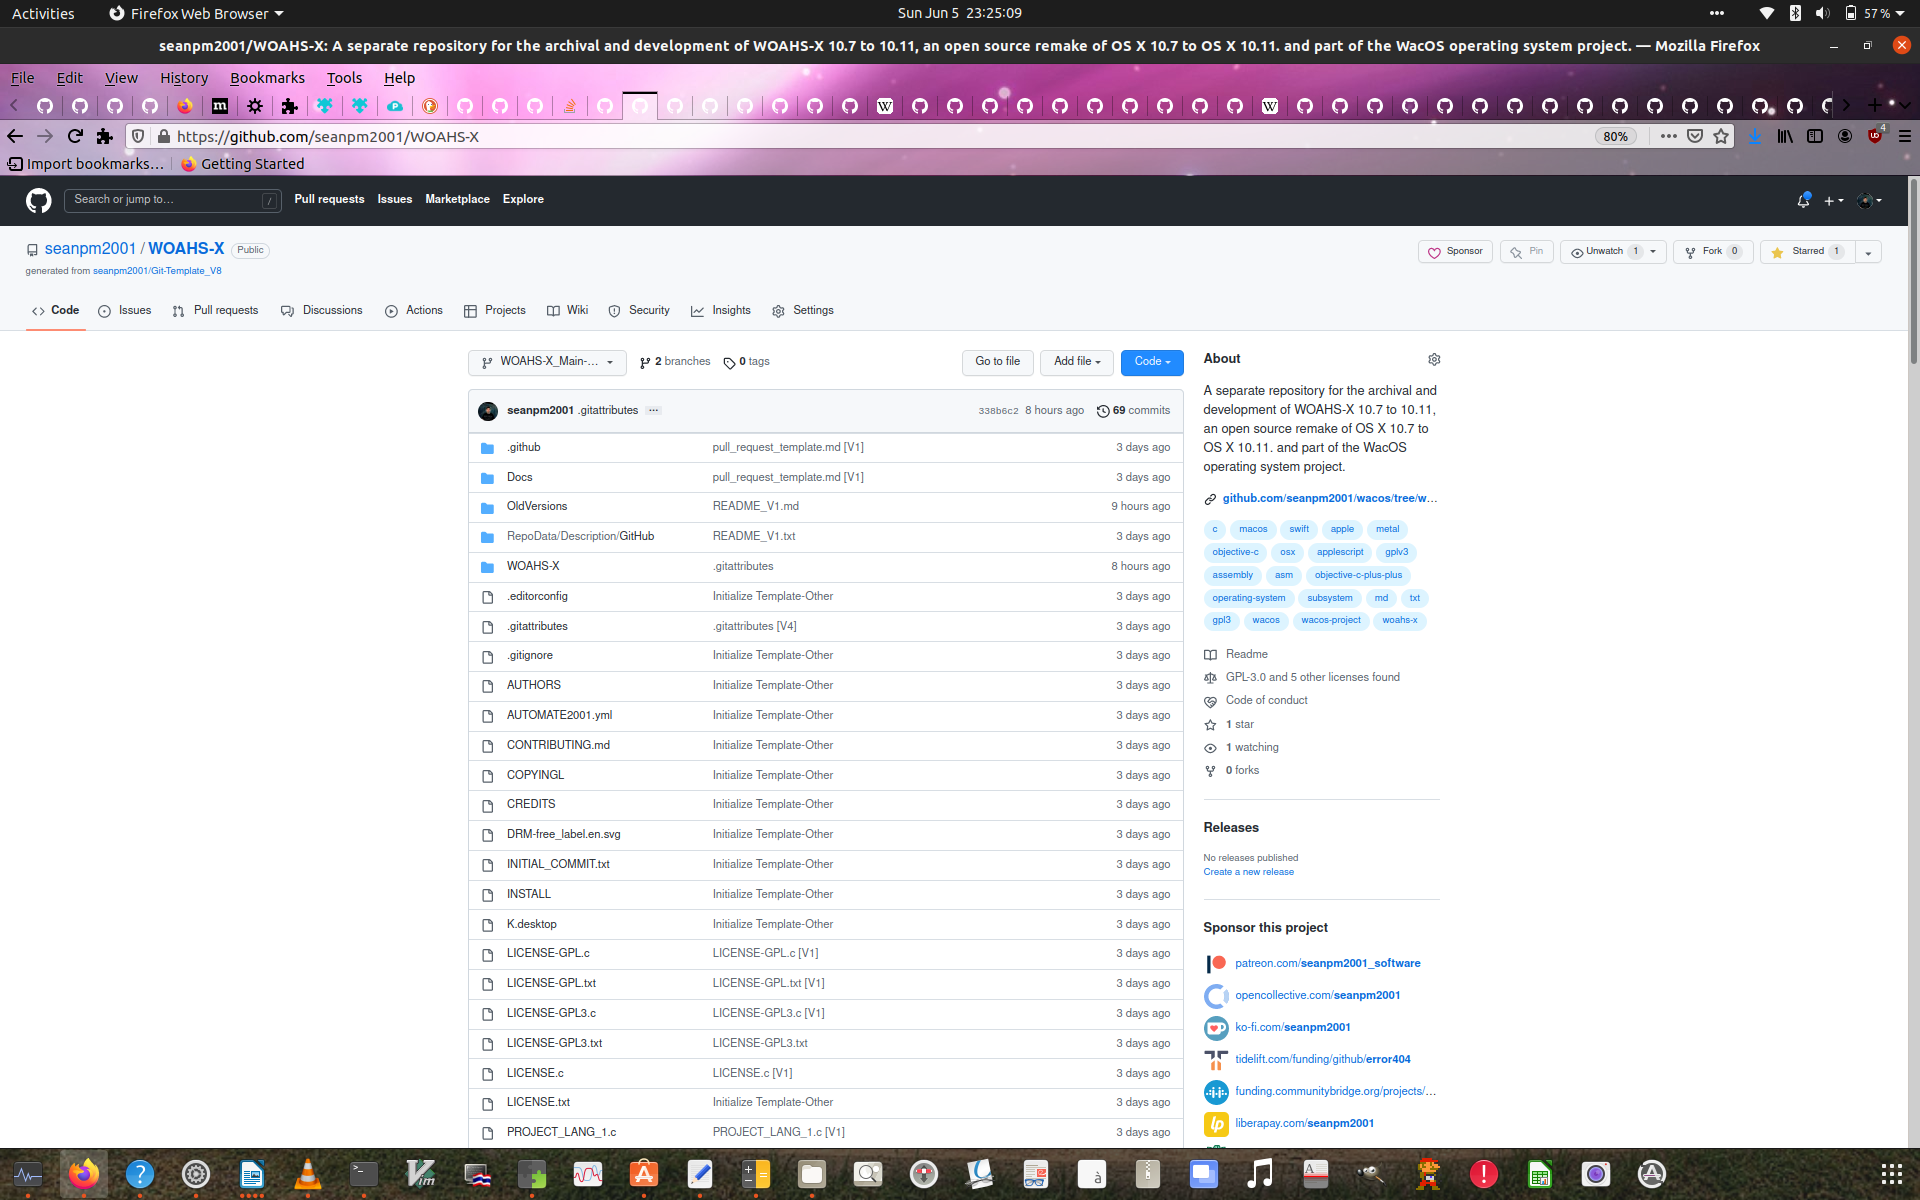 Activities
Firefox Web Browser
Sun Jun 5 23:25:09
57 %
seanpm2001/WOAHS-X: A separate repository for the archival and development of WOAHS-X 10.7 to 10.11, an open source remake of OS X 10.7 to OS X 10.11. and part of the WacOS operating system project. — Mozilla Firefox
File Edit View History Bookmarks Tools Help
https://github.com/seanpm2001/WOAHS-X
80%
4
Import bookmarks...
Getting Started
Search or jump to...
/
Pull requests Issues Marketplace Explore
seanpm2001 / WOAHS-X Public
generated from seanpm2001/Git-Template_V8
Sponsor
Pin
Unwatch 1
Fork 0
Starred 1
Code Issues Pull requests Discussions Actions Projects Wiki Security Insights Settings
WOAHS-X_Main-...
2 branches
0 tags
Go to file
Add file
Code
seanpm2001 .gitattributes ...
338b6c2 8 hours ago
69 commits
.github pull_request_template.md [V1] 3 days ago
Docs pull_request_template.md [V1] 3 days ago
OldVersions README_V1.md 9 hours ago
RepoData/Description/GitHub README_V1.txt 3 days ago
WOAHS-X .gitattributes 8 hours ago
.editorconfig Initialize Template-Other 3 days ago
.gitattributes .gitattributes [V4] 3 days ago
.gitignore Initialize Template-Other 3 days ago
AUTHORS Initialize Template-Other 3 days ago
AUTOMATE2001.yml Initialize Template-Other 3 days ago
CONTRIBUTING.md Initialize Template-Other 3 days ago
COPYINGL Initialize Template-Other 3 days ago
CREDITS Initialize Template-Other 3 days ago
DRM-free_label.en.svg Initialize Template-Other 3 days ago
INITIAL_COMMIT.txt Initialize Template-Other 3 days ago
INSTALL Initialize Template-Other 3 days ago
K.desktop Initialize Template-Other 3 days ago
LICENSE-GPL.c LICENSE-GPL.c [V1] 3 days ago
LICENSE-GPL.txt LICENSE-GPL.txt [V1] 3 days ago
LICENSE-GPL3.c LICENSE-GPL3.c [V1] 3 days ago
LICENSE-GPL3.txt LICENSE-GPL3.txt 3 days ago
LICENSE.c LICENSE.c [V1] 3 days ago
LICENSE.txt Initialize Template-Other 3 days ago
PROJECT_LANG_1.c PROJECT_LANG_1.c [V1] 3 days ago
About
A separate repository for the archival and
development of WOAHS-X 10.7 to 10.11,
an open source remake of OS X 10.7 to
OS X 10.11. and part of the WacOS
operating system project.
github.com/seanpm2001/wacos/tree/w...
c macos swift apple metal
objective-c osx applescript gplv3
assembly asm objective-c-plus-plus
operating-system subsystem md txt
gpl3 wacos wacos-project woahs-x
Readme
GPL-3.0 and 5 other licenses found
Code of conduct
1 star
1 watching
0 forks
Releases
No releases published
Create a new release
Sponsor this project
patreon.com/seanpm2001_software
opencollective.com/seanpm2001
ko-fi.com/seanpm2001
tidelift.com/funding/github/error404
funding.communitybridge.org/projects/...
liberapay.com/seanpm2001